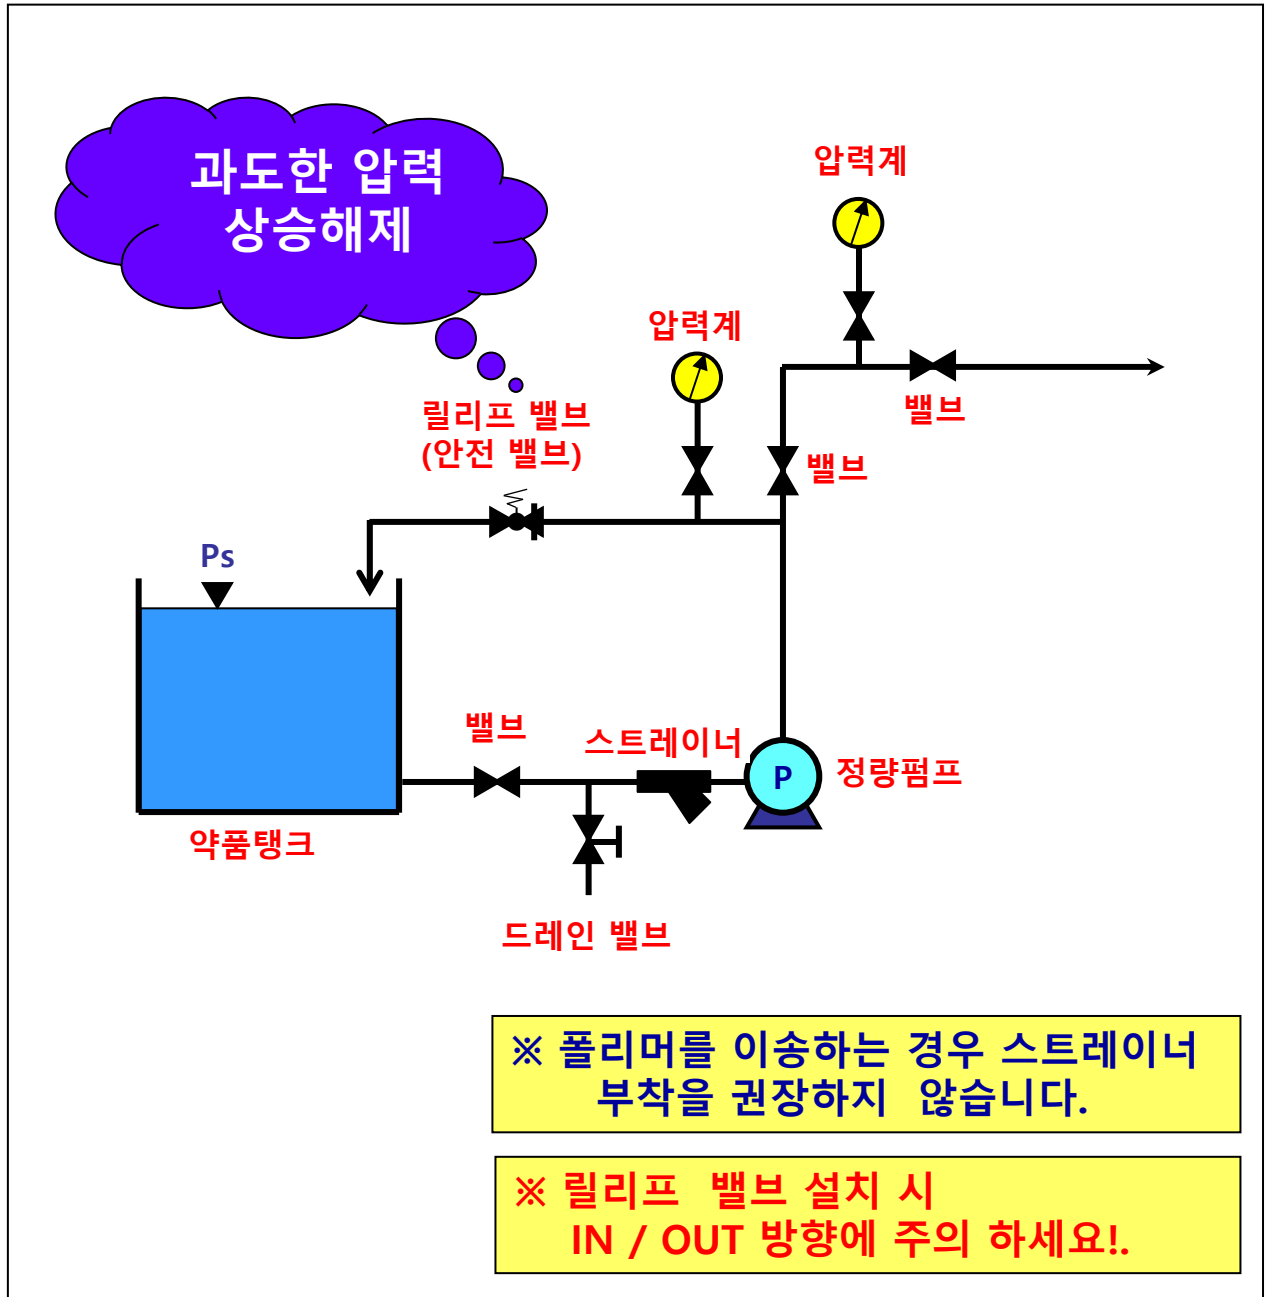 과도한 압력
상승해제
압력계
압력계
릴리프 밸브
(안전 밸브)
밸브
밸브
Ps
밸브
스트레이너
P
정량펌프
약품탱크
드레인 밸브
※ 폴리머를 이송하는 경우 스트레이너
부착을 권장하지 않습니다.
※ 릴리프 밸브 설치 시
IN / OUT 방향에 주의 하세요!.